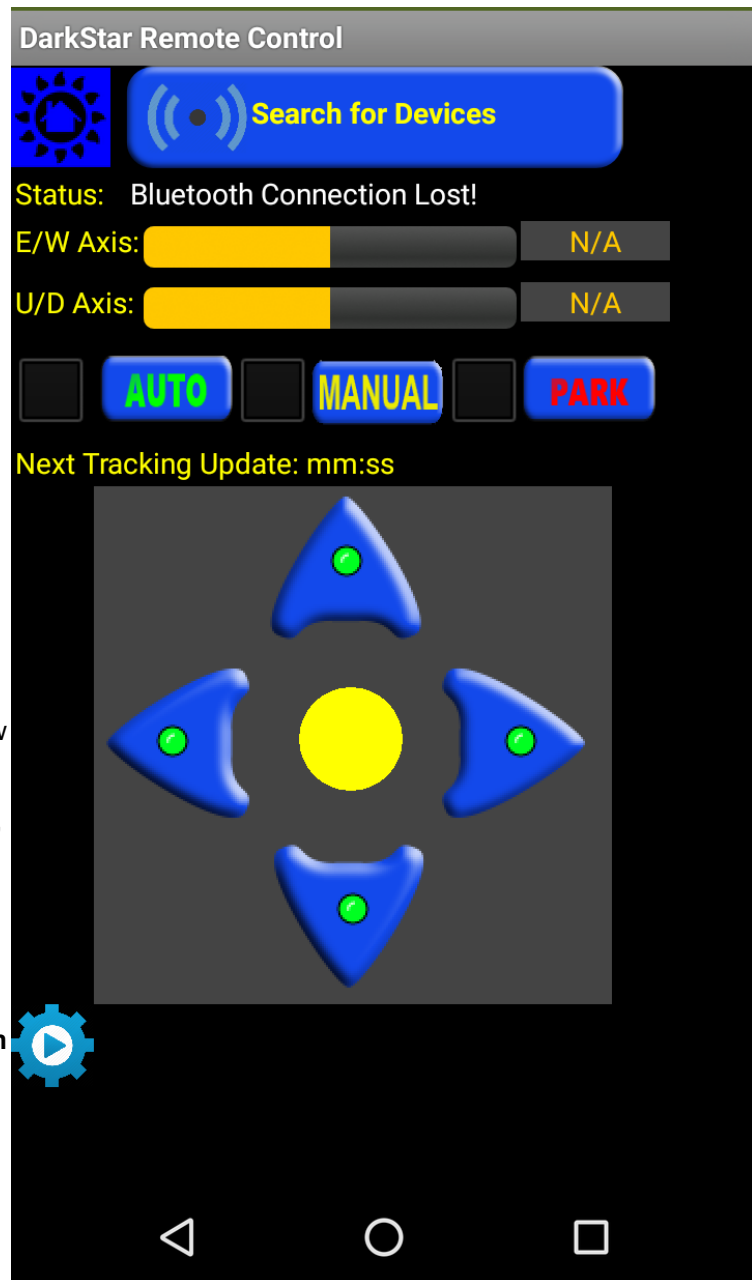 DarkStar Remote Control
Search for Devices
Status: Bluetooth Connection Lost!
E/W Axis: N/A
U/D Axis: N/A
AUTO MANUAL PARK
Next Tracking Update: mm:ss